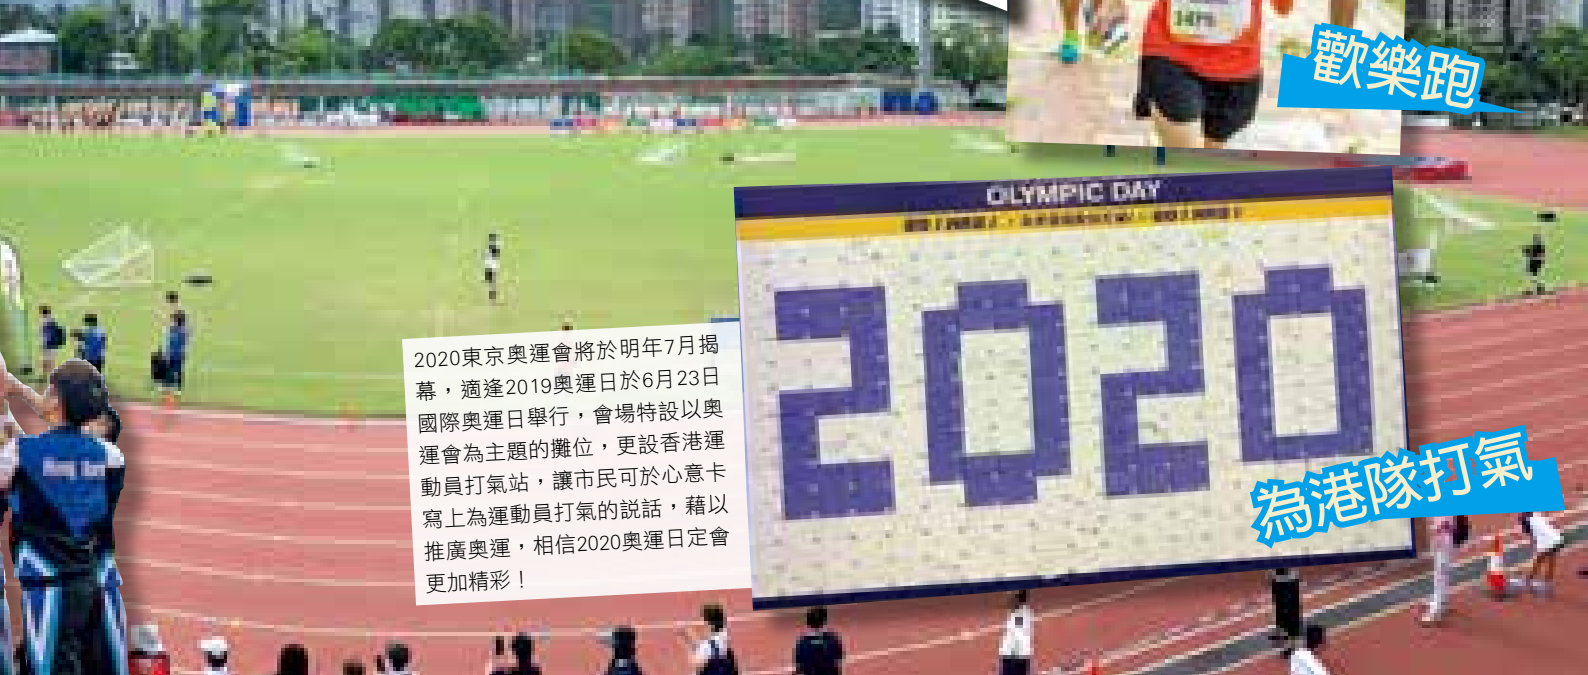 歡樂跑
OLYMPIC DAY
2020
2020東京奧運會將於明年7月揭
幕，適逢2019奧運日於6月23日
國際奧運日舉行，會場特設以奧
運會為主題的攤位，更設香港運
動員打氣站，讓市民可於心意卡
寫上為運動員打氣的説話，藉以
推廣奧運，相信2020奧運日定會
更加精彩！
為港隊打氣